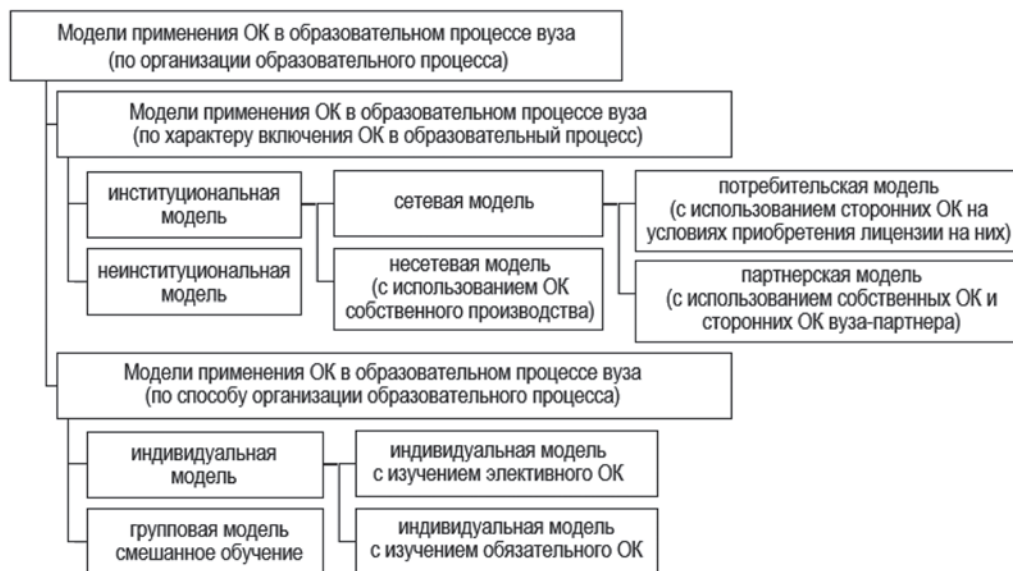 Модели применения ОК в образовательном процессе вуза
(по организации образовательного процесса)
Модели применения ОК в образовательном процессе вуза
(по характеру включения ОК в образовательный процесс)
институциональная
модель
сетевая модель
потребительская модель
(с использованием сторонних ОК на
условиях приобретения лицензии на них)
неинституциональная
модель
несетевая модель
(с использованием ОК
собственного производства)
партнерская модель
(с использованием собственных ОК и
сторонних ОК вуза-партнера)
Модели применения ОК в образовательном процессе вуза
(по способу организации образовательного процесса)
индивидуальная
модель
индивидуальная модель
с изучением элективного ОК
групповая модель
смешанное обучение
индивидуальная модель
с изучением обязательного ОК